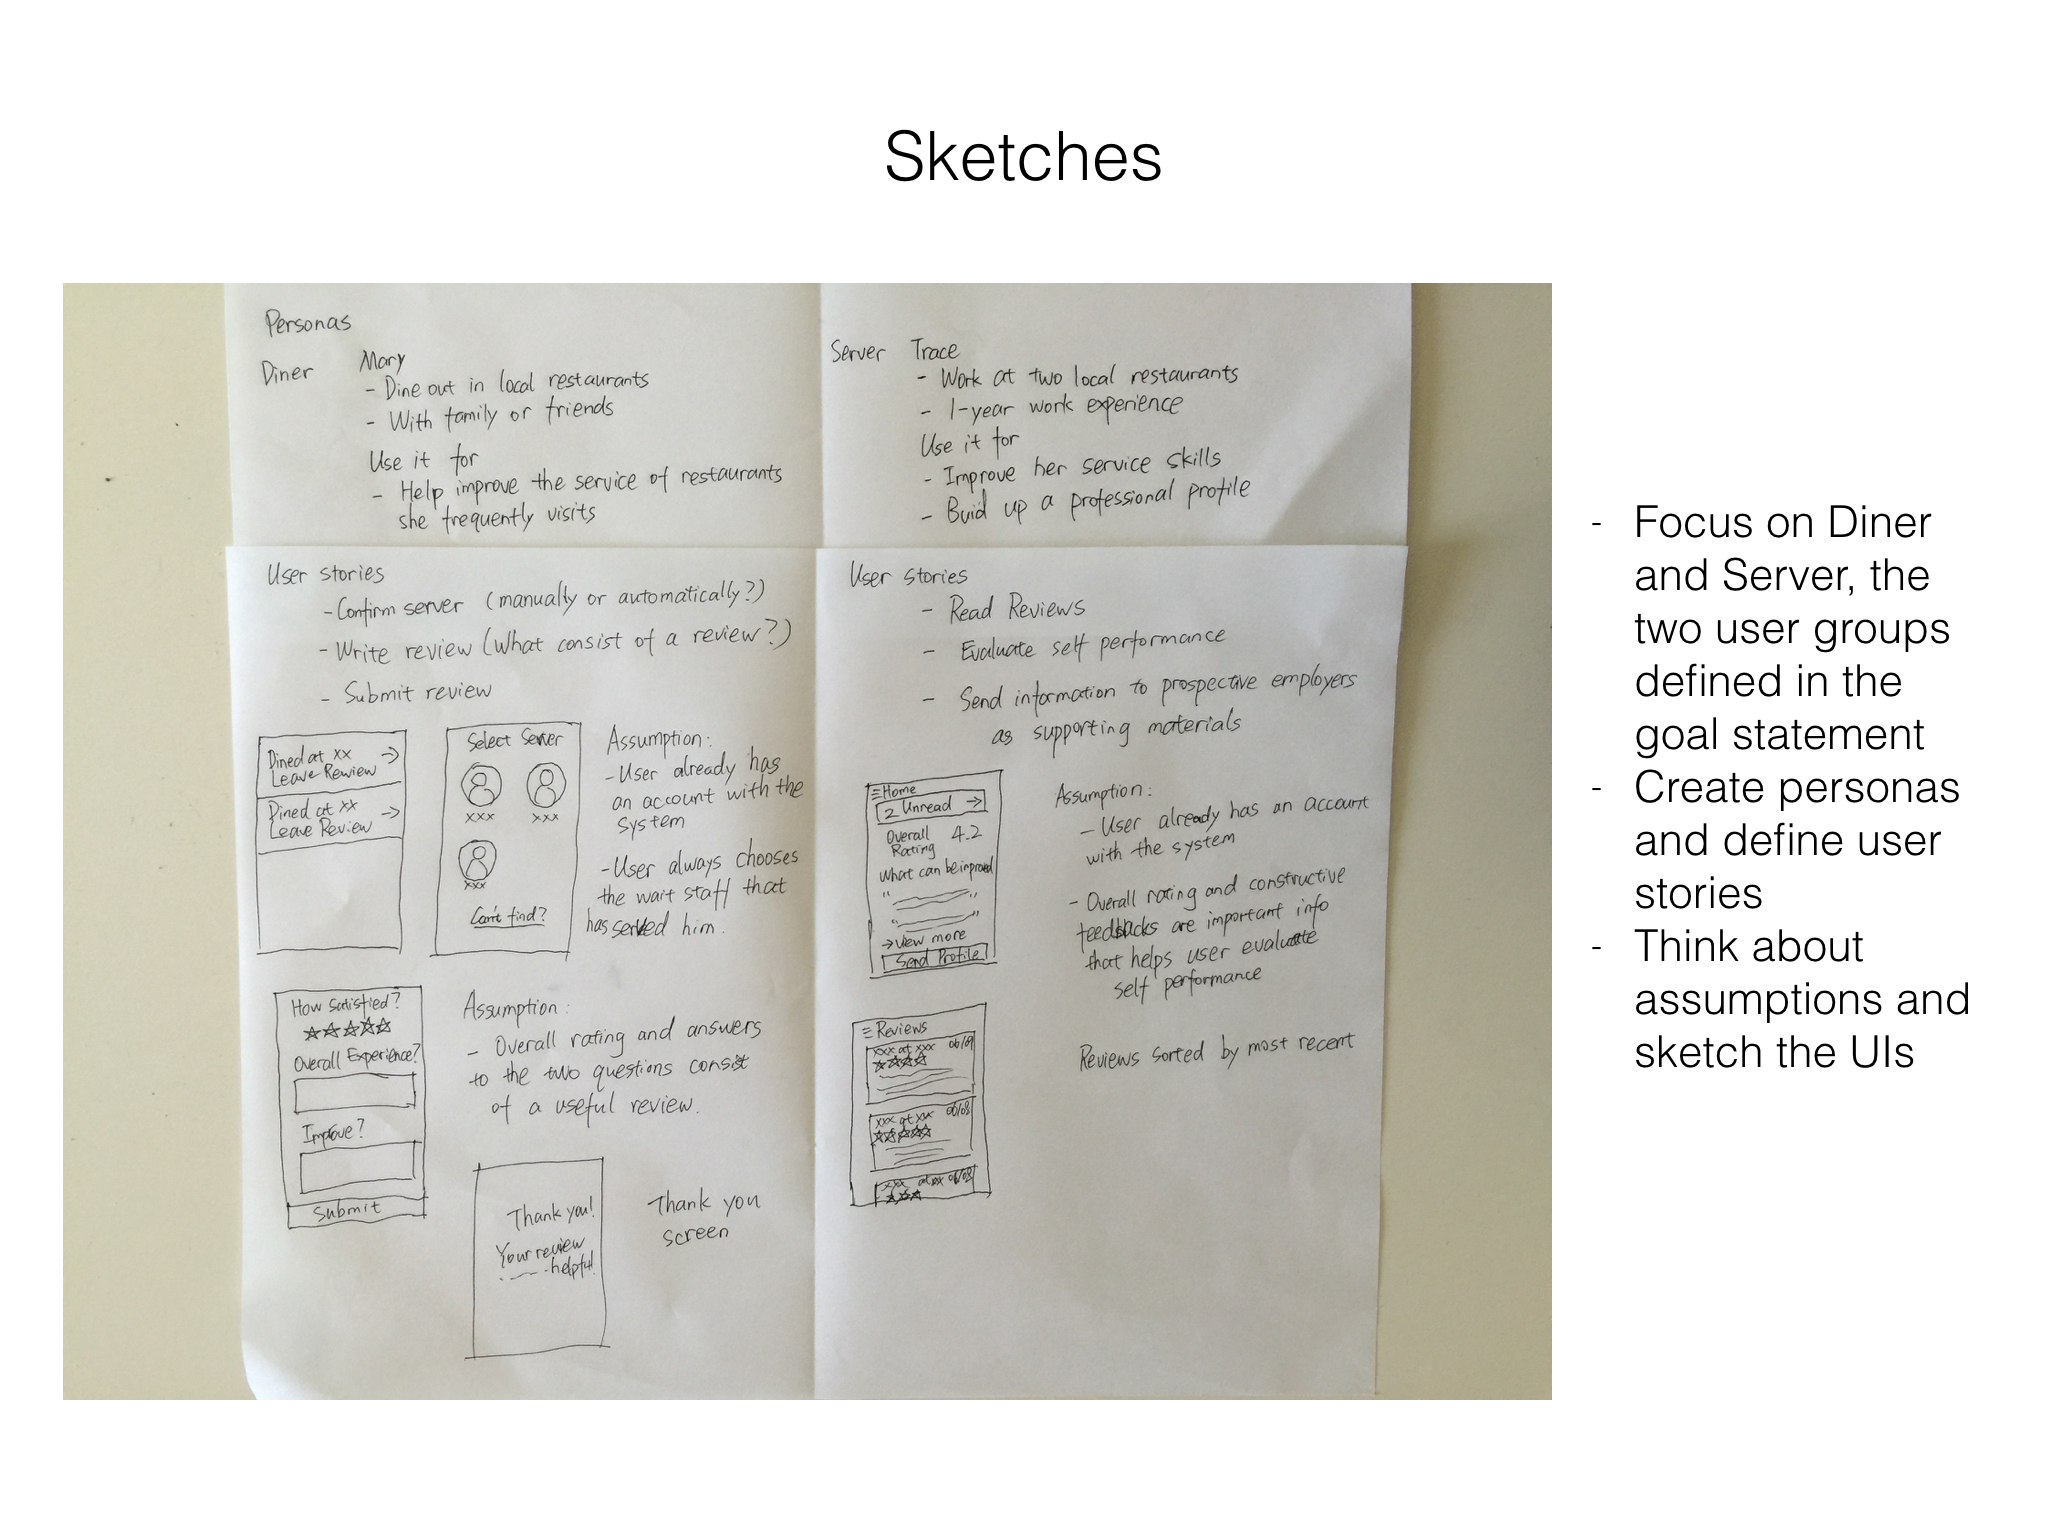 Sketches
Personas
Diner
Mary
- Dine out in local restaurants
- With family or friends
Use it for
- Help improve the service of restaurants
she frequently visits
Server Trace
- Work at two local restaurants
- 1-year work experience
Use it for
- Improve her service skills
- Buid up a professional profile
User stories
- Confirm server (manually or automatically?)
- Write review (What consist of a review?)
- Submit review
Dined at xx →
Leave Review
Dined at xx →
Leave Review
Select Server
xxx xxx
xxx
Can't find?
Assumption:
- User already has
an account with the
system
- User always chooses
the wait staff that
has served him.
How satisfied?
☆☆☆☆☆
Overall Experience?
Improve?
Submit
Assumption:
- Overall rating and answers
to the two questions consist
of a useful review.
Thank you!
Your review
helpful!
Thank you
screen
User stories
- Read Reviews
- Evaluate self performance
- Send information to prospective employers
as supporting materials
Home
2 Unread →
Overall 4.2
Rating
What can be
→ View more
Send Profile
Assumption:
- User already has an account
with the system
- Overall rating and constructive
feedbacks are important info
that helps user evaluate
self performance
Reviews
xxx at xxx 06/09
☆☆☆☆
xxx at xxx 06/08
☆☆☆☆☆
xxx at xx 06/08
☆☆☆
Reviews sorted by most recent
- Focus on Diner
and Server, the
two user groups
defined in the
goal statement
- Create personas
and define user
stories
- Think about
assumptions and
sketch the UIs